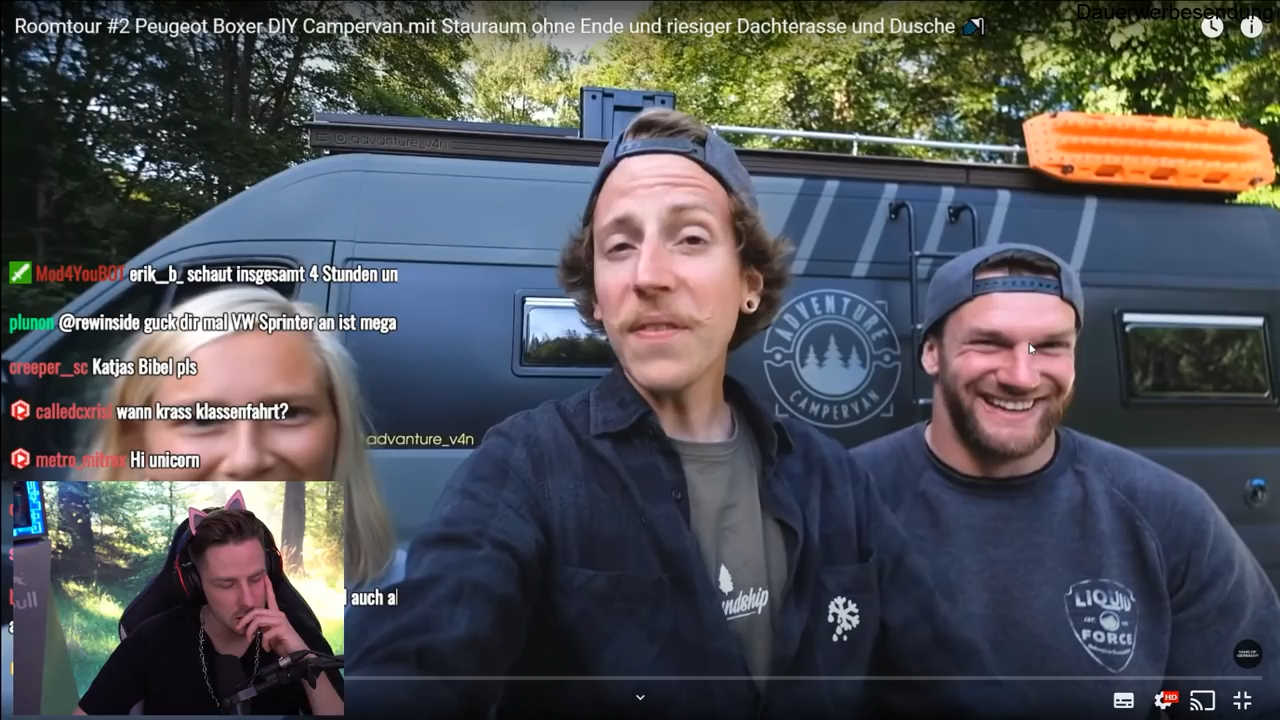 Dauerwerbesendung
Roomtour #2 Peugeot Boxer DIY Campervan mit Stauraum ohne Ende und riesiger Dachterasse und Dusche
advanture_v4n
Mod4YouBOT erik__b_ schaut insgesamt 4 Stunden un
plunon @rewinside guck dir mal VW Sprinter an ist mega
creeper__sc Katjas Bibel pls
wann krass klassenfahrt?
Hi unicorn
advanture_v4n
ADVENTURE
CAMPERVAN
ndship
LIQUID
FORCE
auch al
HD